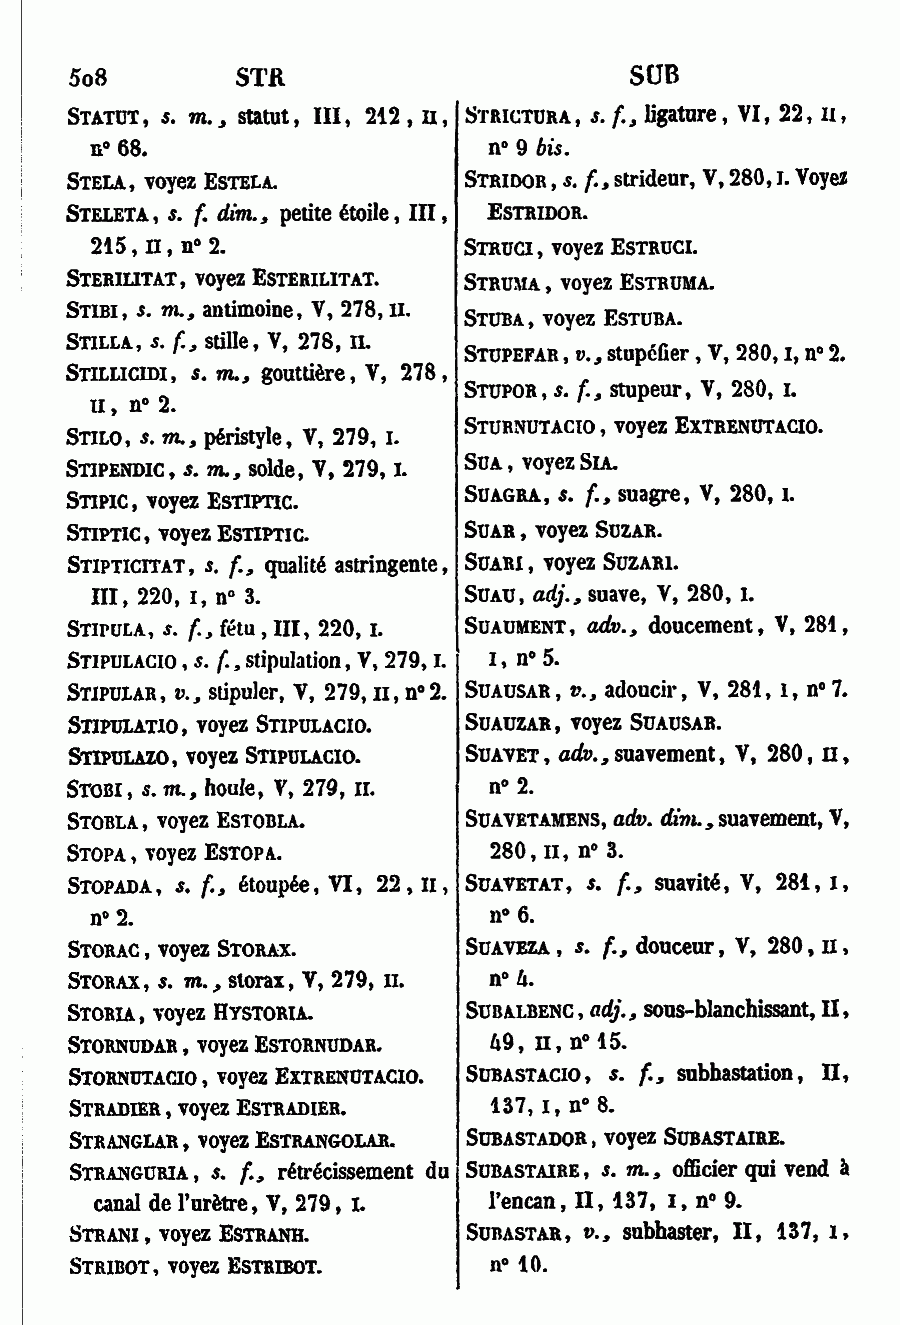 508 STR SUB
STATUT, s. m., statut, III, 212, II,
n° 68.
STELA, voyez ESTELA.
STELETA, s. f. dim., petite étoile, III,
215, II, n° 2.
STERILITAT, voyez ESTERILITAT.
STIBI, s. m., antimoine, V, 278, II.
STILLA, s. f., stille, V, 278, II.
STILLICIDI, s. m., gouttière, V, 278,
II, n° 2.
STILO, s. m., péristyle, V, 279, I.
STIPENDIC, s. m., solde, V, 279, I.
STIPIC, voyez ESTIPTIC.
STIPTIC, voyez ESTIPTIC.
STIPTICITAT, s. f., qualité astringente,
III, 220, I, n° 3.
STIPULA, s. f., fétu, III, 220, I.
STIPULACIO, s. f., stipulation, V, 279, I.
STIPULAR, v., stipuler, V, 279, II, n° 2.
STIPULATIO, voyez STIPULACIO.
STIPULAZO, voyez STIPULACIO.
STOBI, s. m., houle, V, 279, II.
STOBLA, voyez ESTOBLA.
STOPA, voyez ESTOPA.
STOPADA, s. f., étoupée, VI, 22, II,
n° 2.
STORAC, voyez STORAX.
STORAX, s. m., storax, V, 279, II.
STORIA, voyez HYSTORIA.
STORNUDAR, voyez ESTORNUDAR.
STORNUTACIO, voyez EXTRENUTACIO.
STRADIER, voyez ESTRADIER.
STRANGLAR, voyez ESTRANGOLAR.
STRANGURIA, s. f., rétrécissement du
canal de l'urètre, V, 279, I.
STRANI, voyez ESTRANH.
STRIBOT, voyez ESTRIBOT.
STRICTURA, s. f., ligature, VI, 22, II,
n° 9 bis.
STRIDOR, s. f., strideur, V, 280, I. Voyez
ESTRIDOR.
STRUCI, voyez ESTRUCI.
STRUMA, voyez ESTRUMA.
STUBA, voyez ESTUBA.
STUPEFAR, v., stupéfier, V, 280, I, n° 2.
STUPOR, s. f., stupeur, V, 280, I.
STURNUTACIO, voyez EXTRENUTACIO.
SUA, voyez SIA.
SUAGRA, s. f., suagre, V, 280, I.
SUAR, voyez SUZAR.
SUARI, voyez SUZARI.
SUAU, adj., suave, V, 280, I.
SUAUMENT, adv., doucement, V, 281,
I, n° 5.
SUAUSAR, v., adoucir, V, 281, I, n° 7.
SUAUZAR, voyez SUAUSAR.
SUAVET, adv., suavement, V, 280, II,
n° 2.
SUAVETAMENS, adv. dim., suavement, V,
280, II, n° 3.
SUAVETAT, s. f., suavité, V, 281, I,
n° 6.
SUAVEZA, s. f., douceur, V, 280, II,
n° 4.
SUBALBENC, adj., sous-blanchissant, II,
49, II, n° 15.
SUBASTACIO, s. f., subhastation, II,
137, I, n° 8.
SUBASTADOR, voyez SUBASTAIRE.
SUBASTAIRE, s. m., officier qui vend à
l'encan, II, 137, I, n° 9.
SUBASTAR, v., subhaster, II, 137, I,
n° 10.